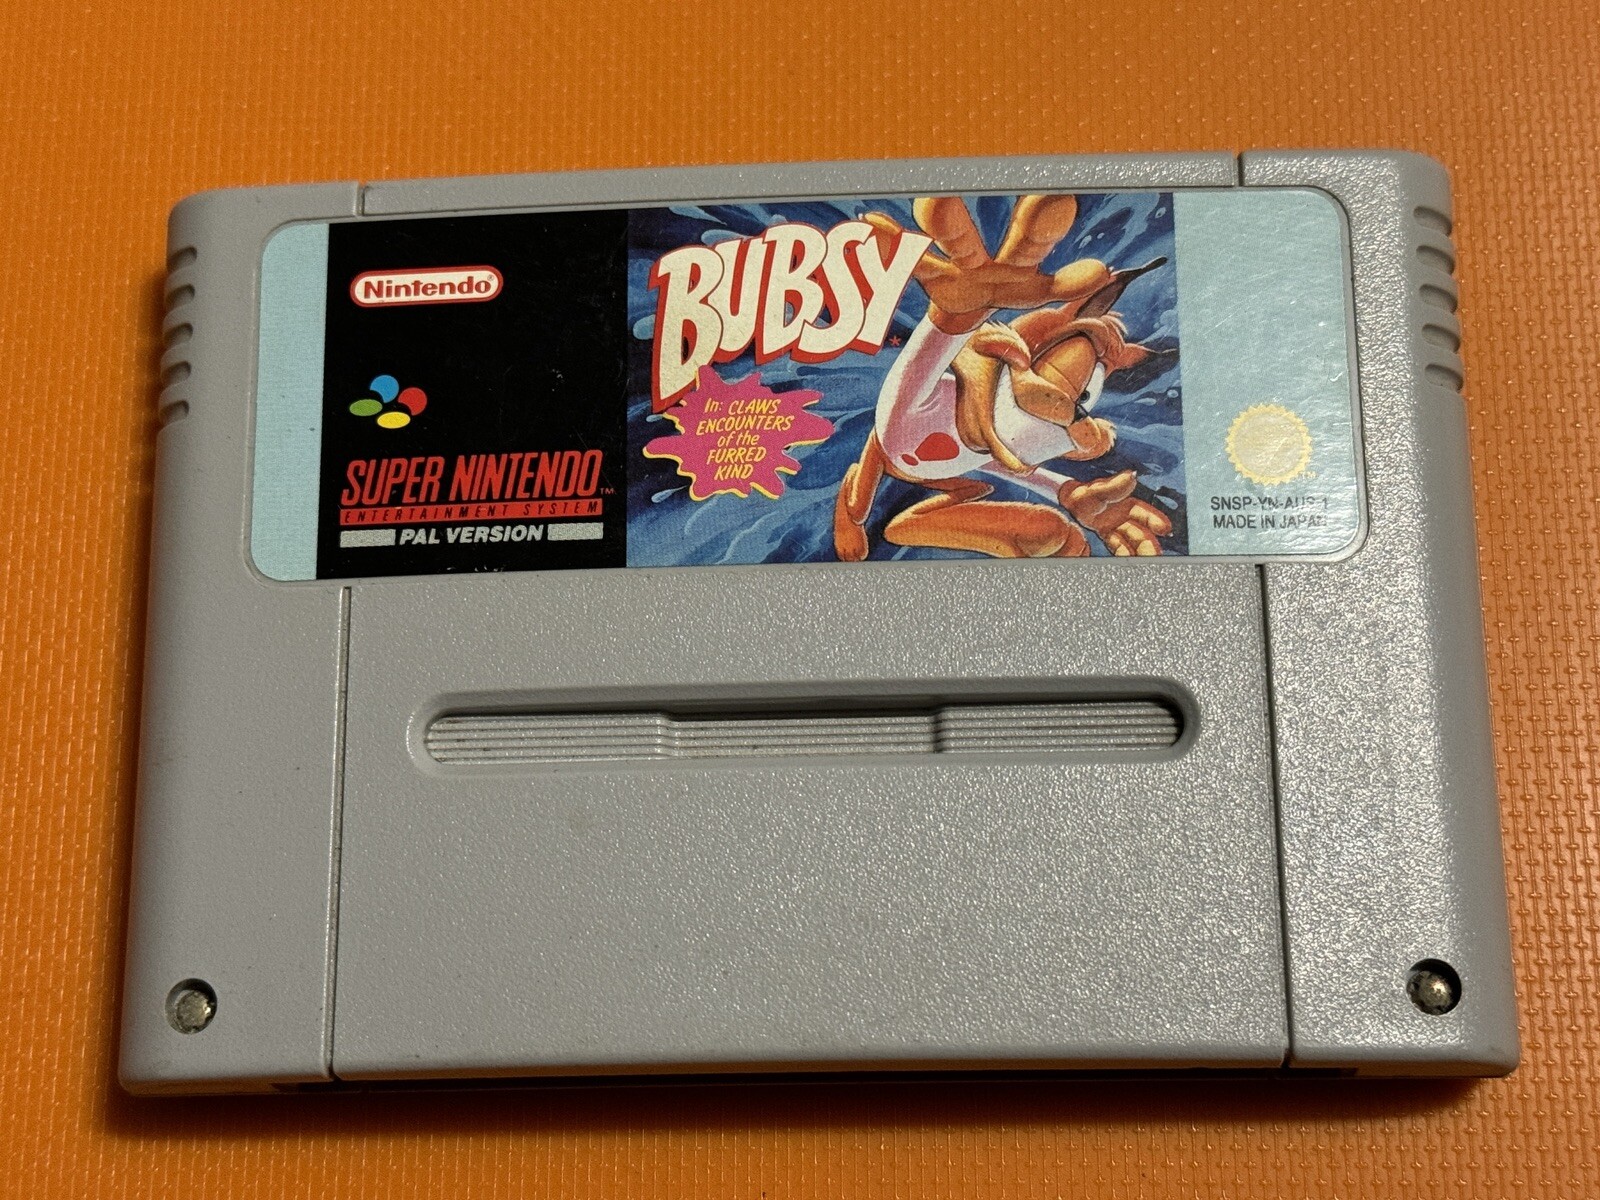 Nintendo®
SUPER NINTENDO™
ENTERTAINMENT SYSTEM
PAL VERSION
BUBSY
In: CLAWS
ENCOUNTERS
of the
FURRED
KIND
SNSP-YN-AUS-1
MADE IN JAPAN